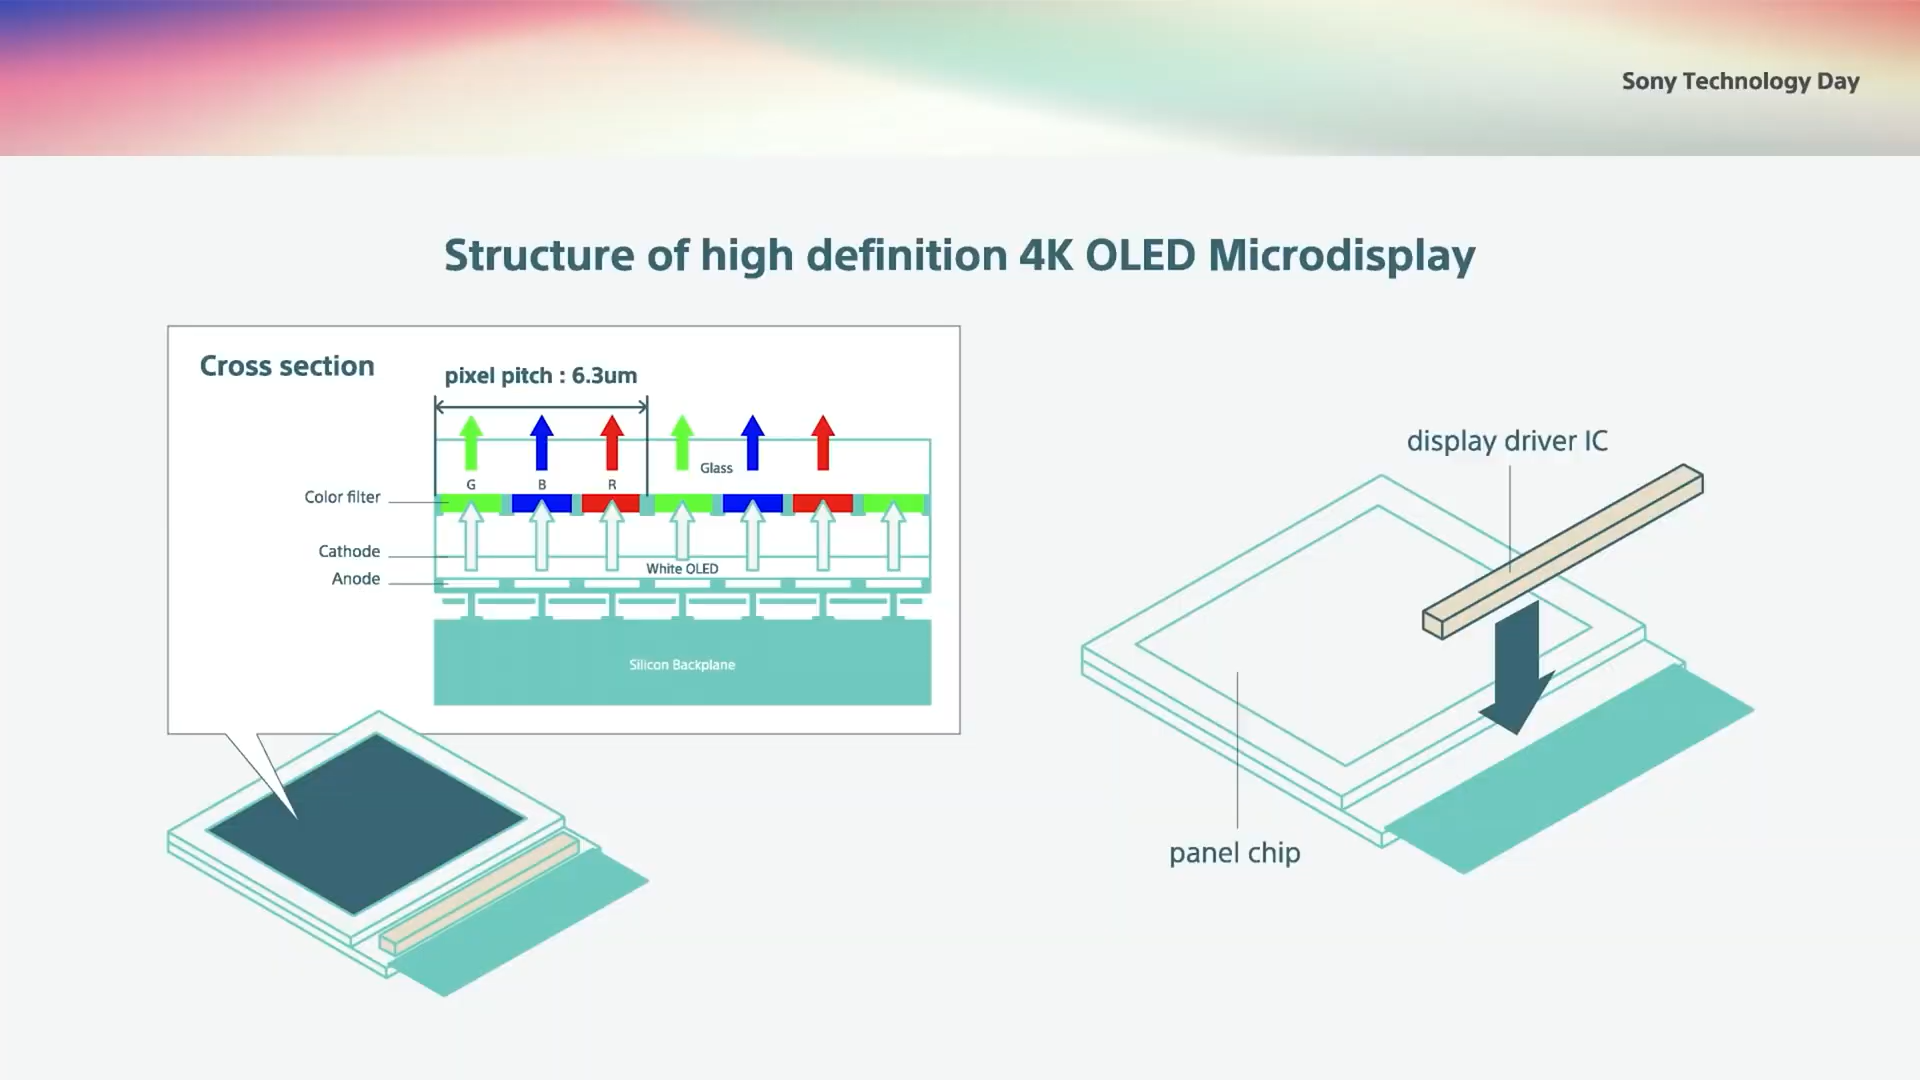 Sony Technology Day
Structure of high definition 4K OLED Microdisplay
Cross section
pixel pitch : 6.3um
Glass
G B R
Color filter
Cathode
White OLED
Anode
Silicon Backplane
display driver IC
panel chip